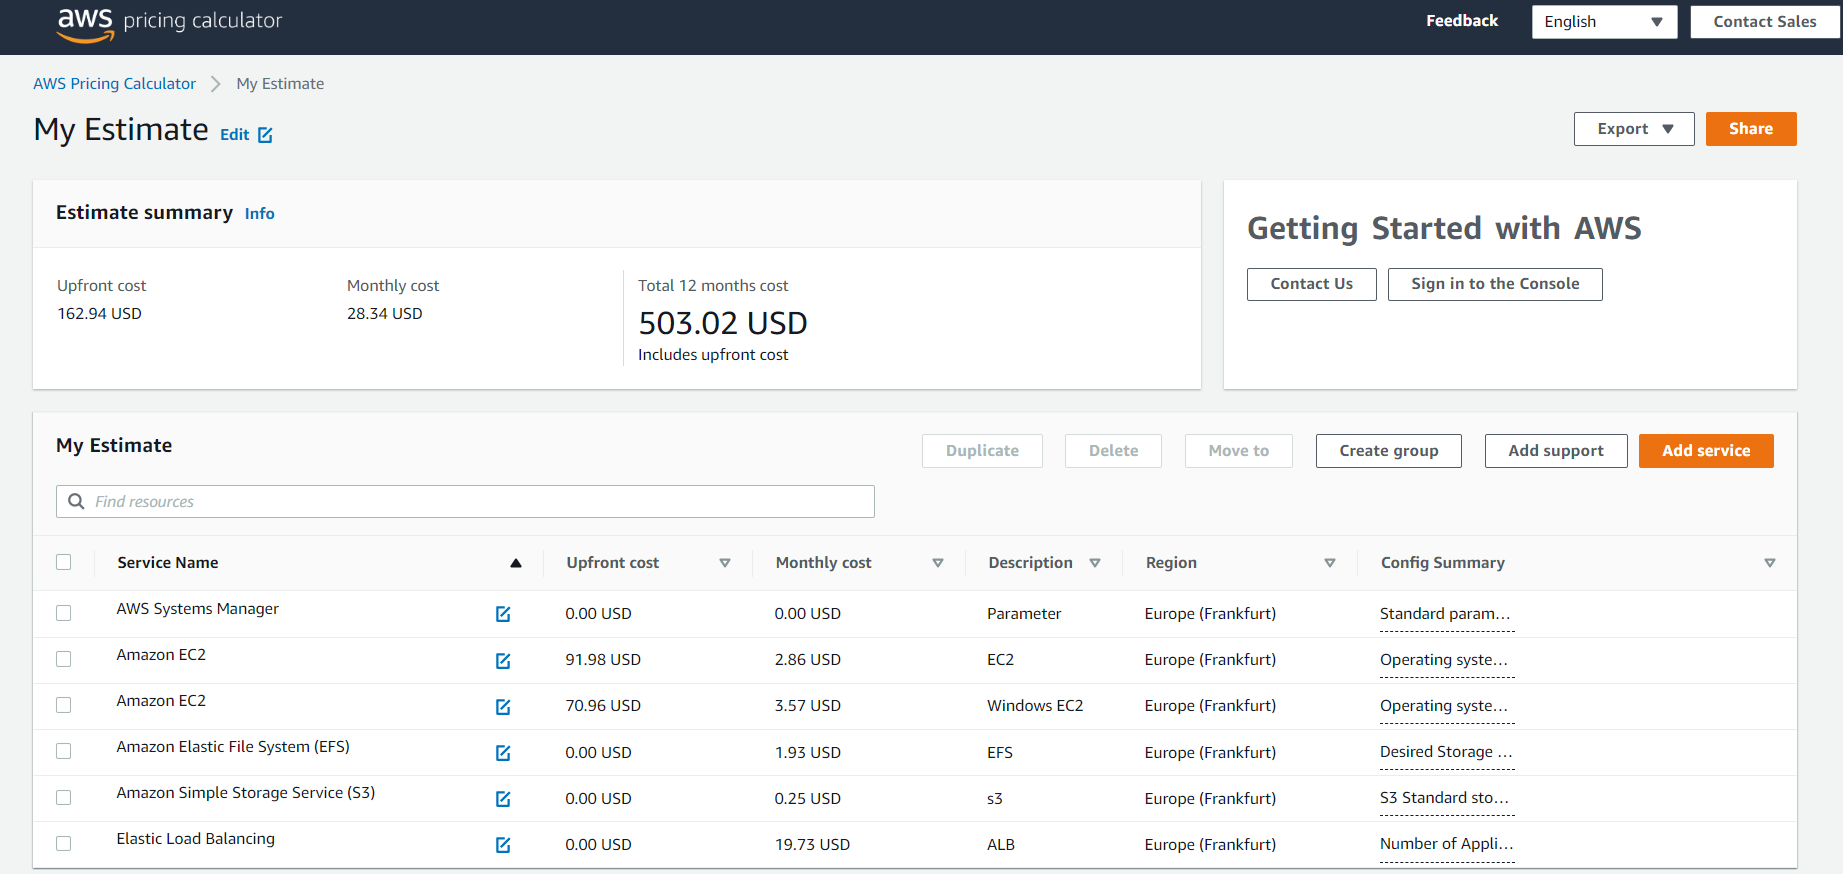 aws pricing calculator
Feedback
English
Contact Sales
AWS Pricing Calculator
My Estimate
My Estimate Edit
Export
Share
Estimate summary Info
Upfront cost
162.94 USD
Monthly cost
28.34 USD
Total 12 months cost
503.02 USD
Includes upfront cost
Getting Started with AWS
Contact Us
Sign in to the Console
My Estimate
Duplicate
Delete
Move to
Create group
Add support
Add service
Find resources
Service Name Upfront cost Monthly cost Description Region Config Summary
AWS Systems Manager 0.00 USD 0.00 USD Parameter Europe (Frankfurt) Standard param...
Amazon EC2 91.98 USD 2.86 USD EC2 Europe (Frankfurt) Operating syste...
Amazon EC2 70.96 USD 3.57 USD Windows EC2 Europe (Frankfurt) Operating syste...
Amazon Elastic File System (EFS) 0.00 USD 1.93 USD EFS Europe (Frankfurt) Desired Storage ...
Amazon Simple Storage Service (S3) 0.00 USD 0.25 USD s3 Europe (Frankfurt) S3 Standard sto...
Elastic Load Balancing 0.00 USD 19.73 USD ALB Europe (Frankfurt) Number of Appli...